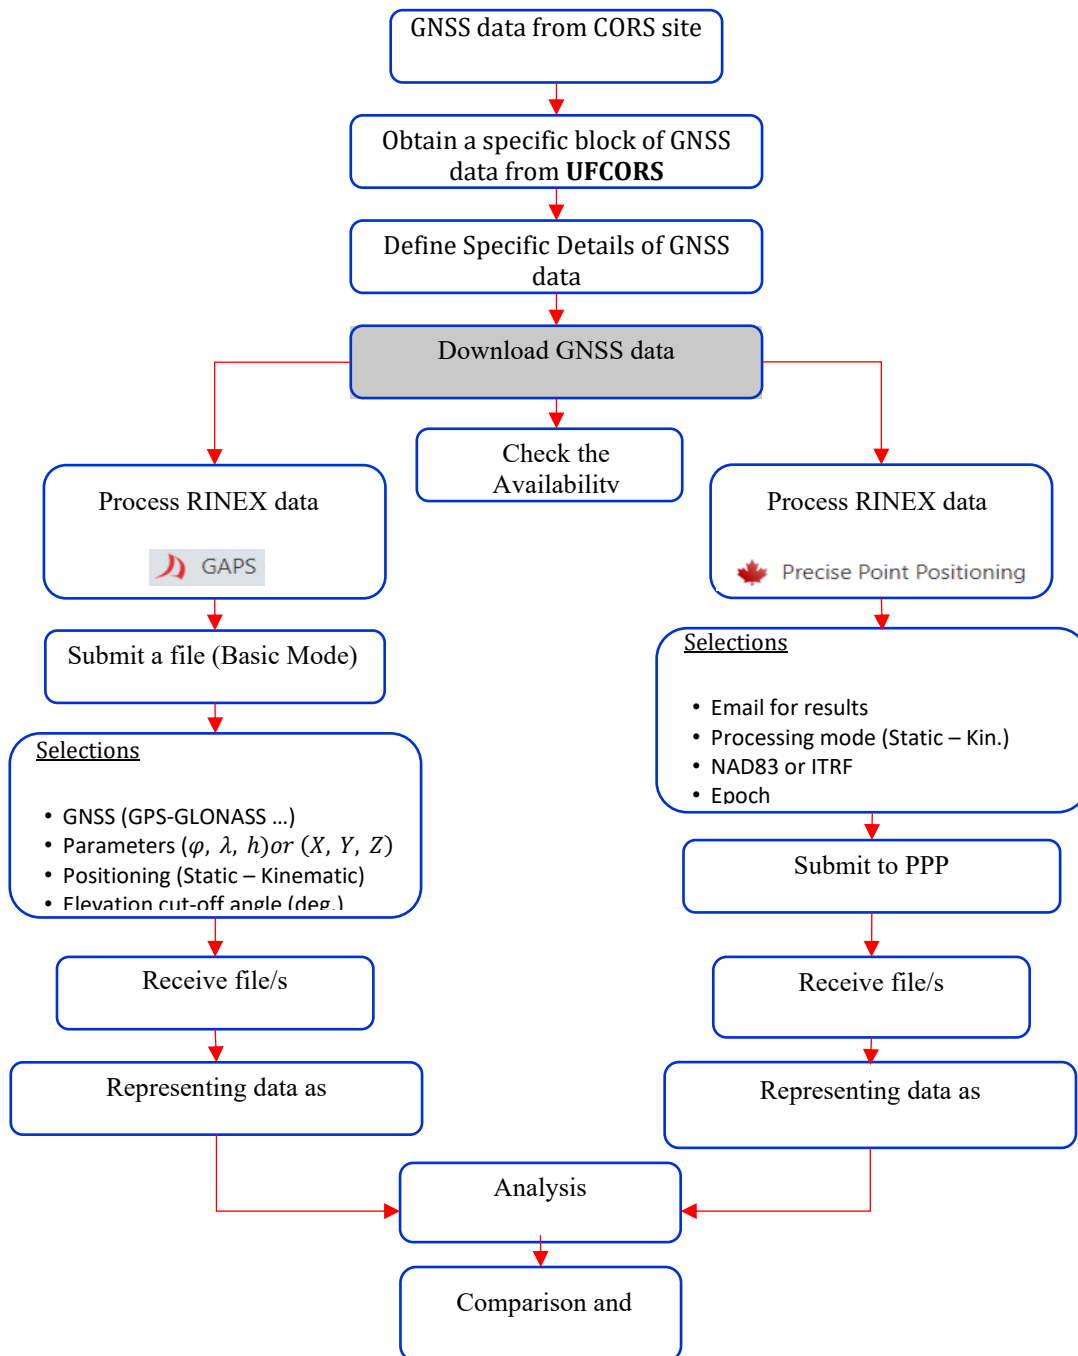 GNSS data from CORS site
Obtain a specific block of GNSS
data from UFCORS
Define Specific Details of GNSS
data
Download GNSS data
Check the
Availability
Process RINEX data
GAPS
Submit a file (Basic Mode)
Selections
• GNSS (GPS-GLONASS ...)
• Parameters (φ, λ, h)or (X, Y, Z)
• Positioning (Static – Kinematic)
• Elevation cut-off angle (deg.)
Receive file/s
Representing data as
Process RINEX data
Precise Point Positioning
Selections
• Email for results
• Processing mode (Static – Kin.)
• NAD83 or ITRF
• Epoch
Submit to PPP
Receive file/s
Representing data as
Analysis
Comparison and